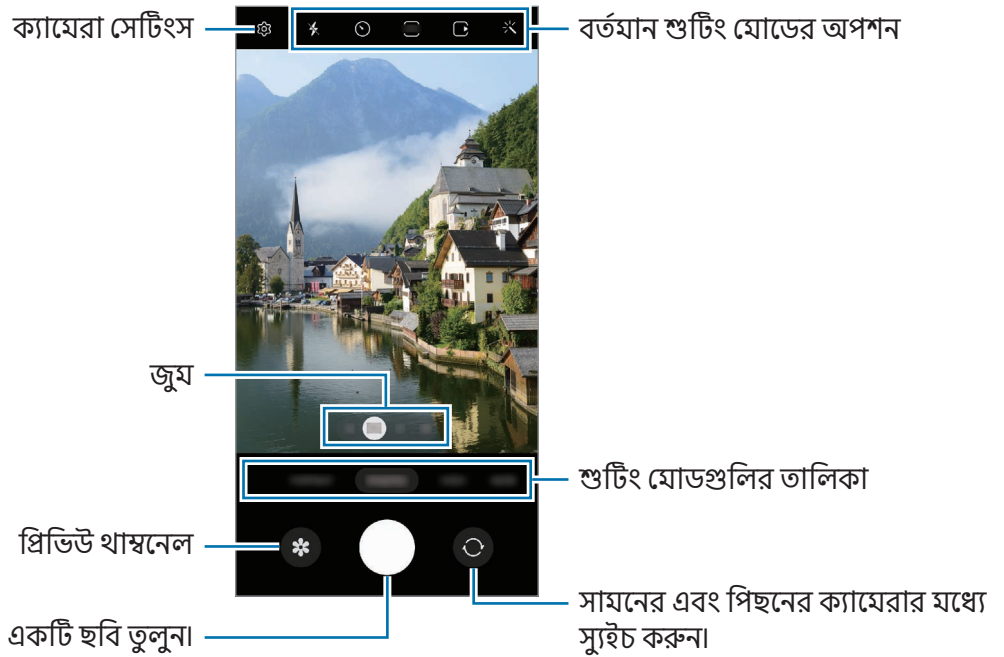 ক্যামেরা সেটিংস
বর্তমান শুটিং মোডের অপশন
জুম
শুটিং মোডগুলির তালিকা
প্রিভিউ থাম্বনেল
সামনের এবং পিছনের ক্যামেরার মধ্যে
স্যুইচ করুন।
একটি ছবি তুলুন।